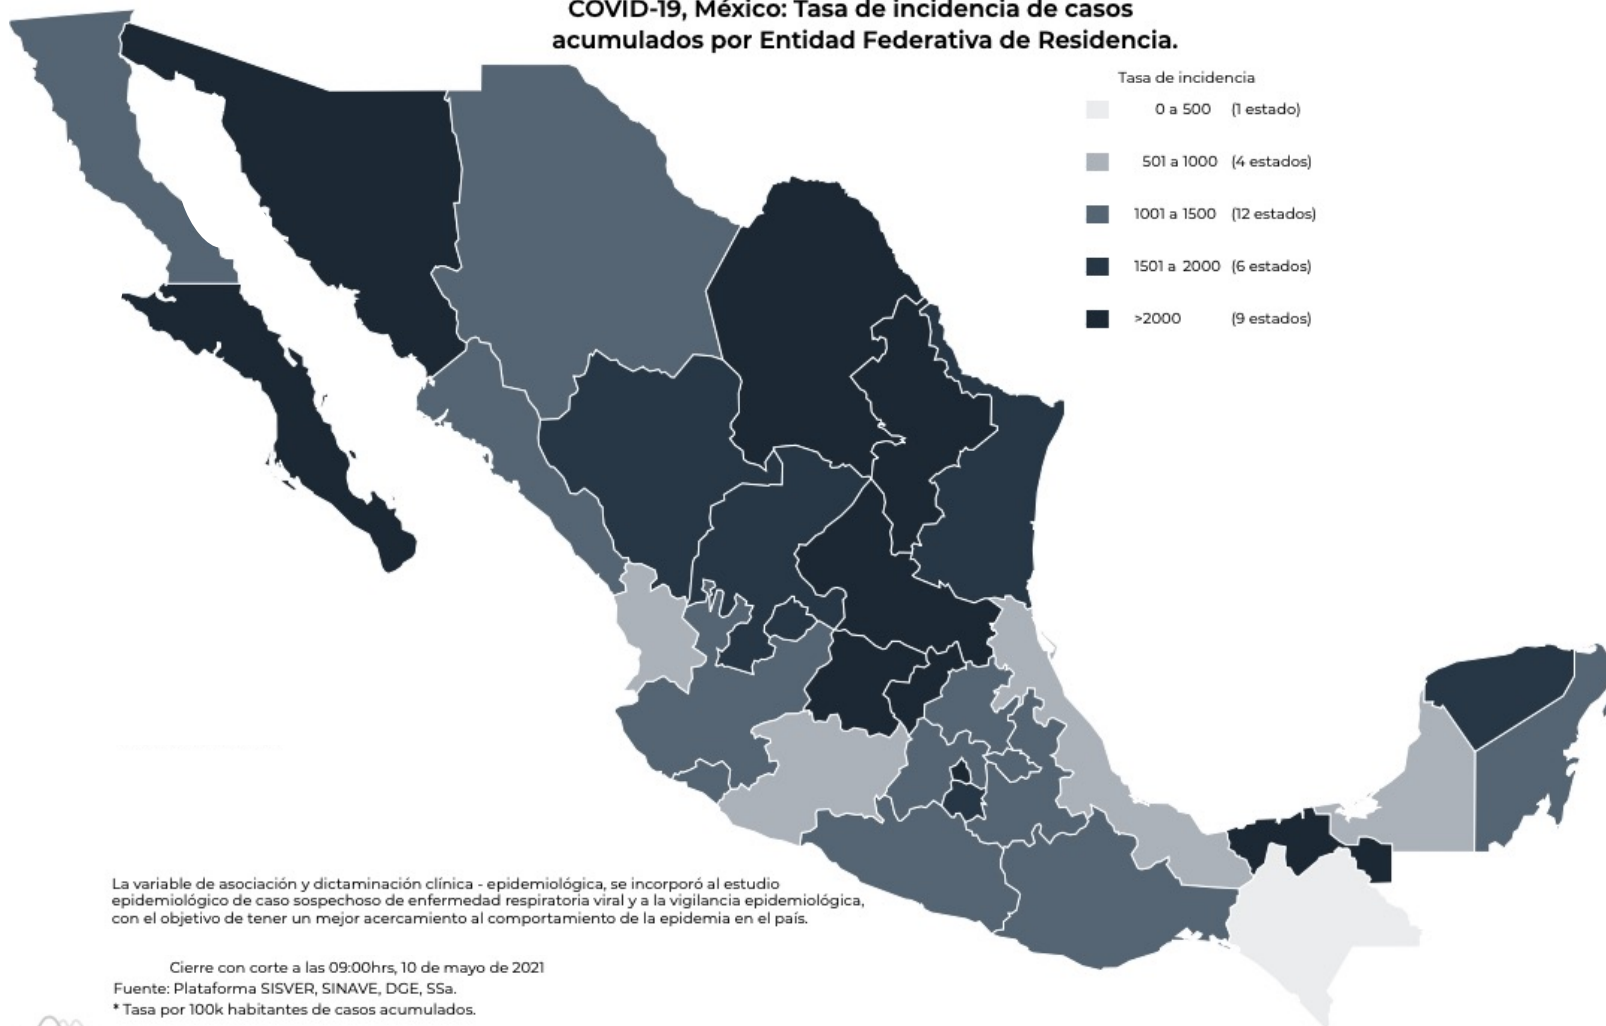 COVID-19, México: Tasa de incidencia de casos
acumulados por Entidad Federativa de Residencia.
Tasa de incidencia
0 a 500 (1 estado)
501 a 1000 (4 estados)
1001 a 1500 (12 estados)
1501 a 2000 (6 estados)
>2000 (9 estados)
La variable de asociación y dictaminación clínica - epidemiológica, se incorporó al estudio
epidemiológico de caso sospechoso de enfermedad respiratoria viral y a la vigilancia epidemiológica,
con el objetivo de tener un mejor acercamiento al comportamiento de la epidemia en el país.
Cierre con corte a las 09:00hrs, 10 de mayo de 2021
Fuente: Plataforma SISVER, SINAVE, DGE, SSa.
* Tasa por 100k habitantes de casos acumulados.